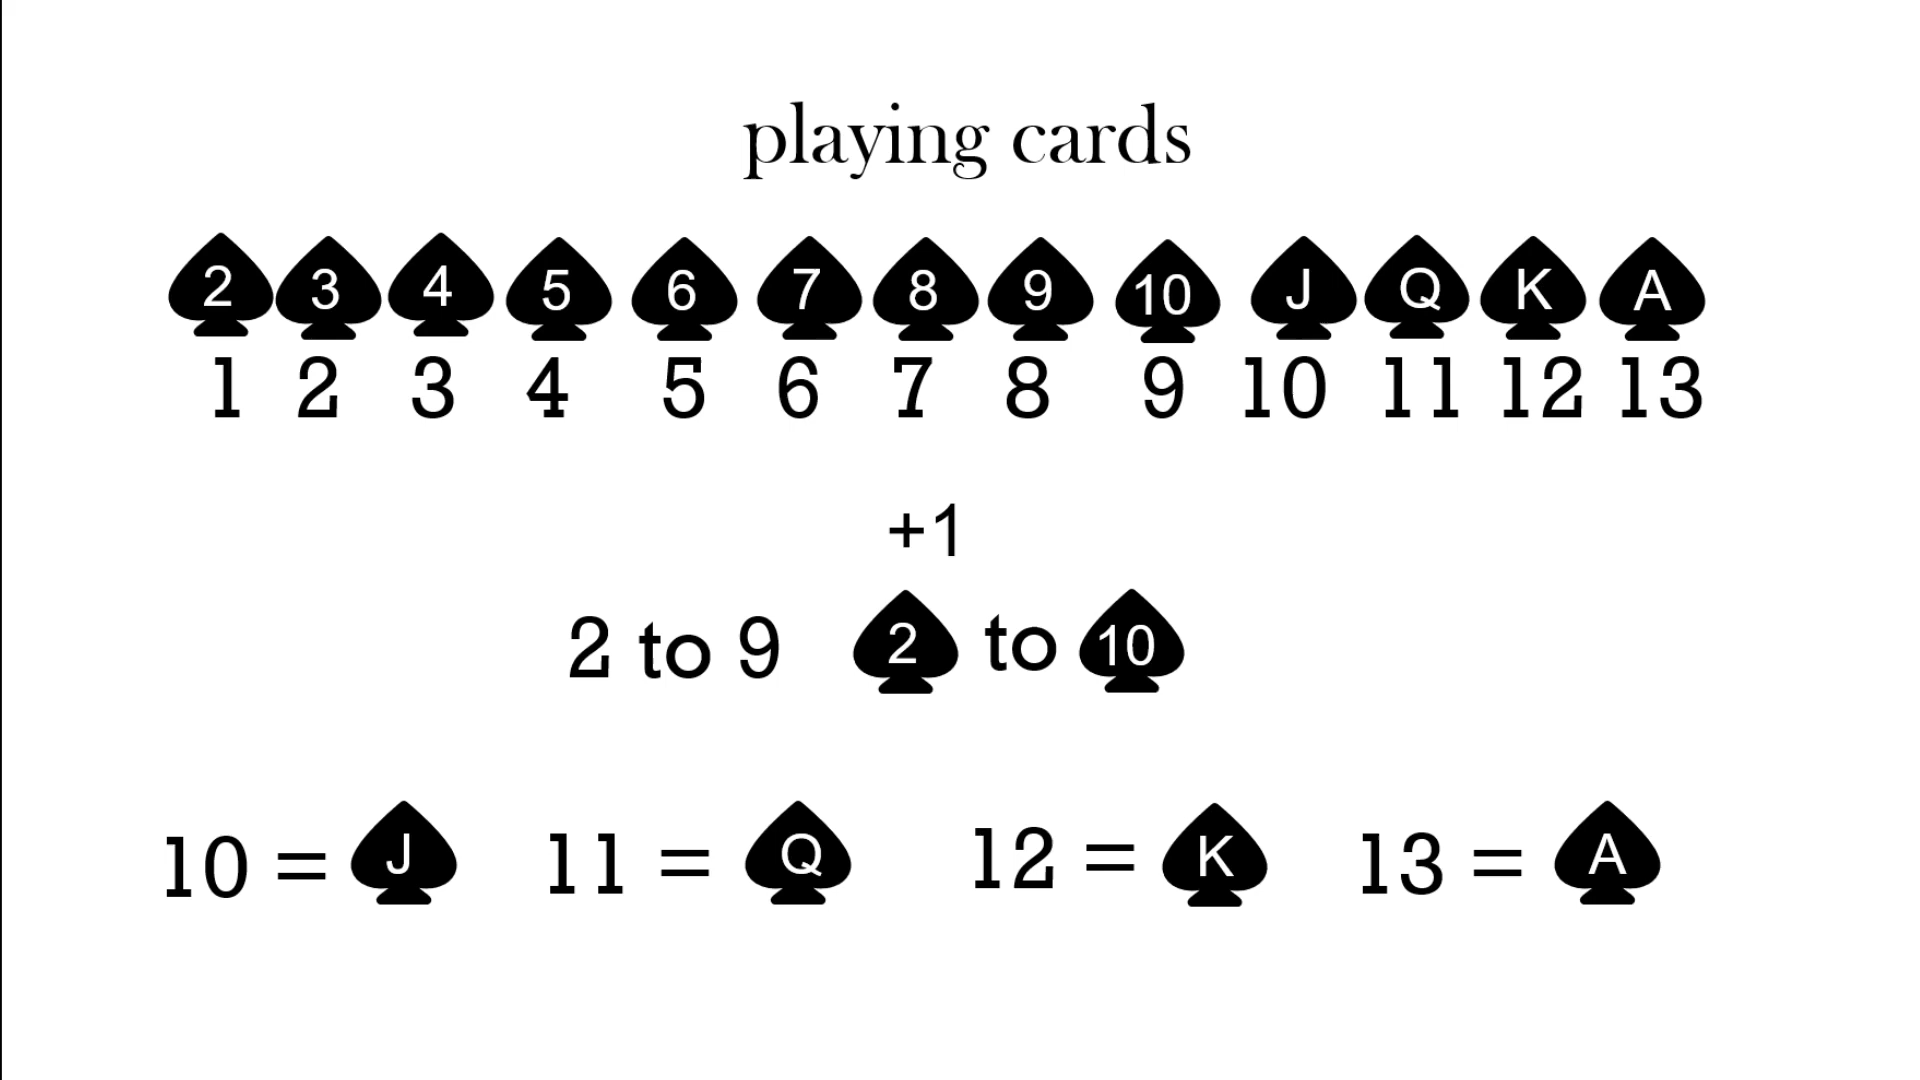 playing cards
2 3 4 5 6 7 8 9 10 J Q K A
1 2 3 4 5 6 7 8 9 10 11 12 13
+1
2 to 9 2 to 10
10 = J 11 = Q 12 = K 13 = A